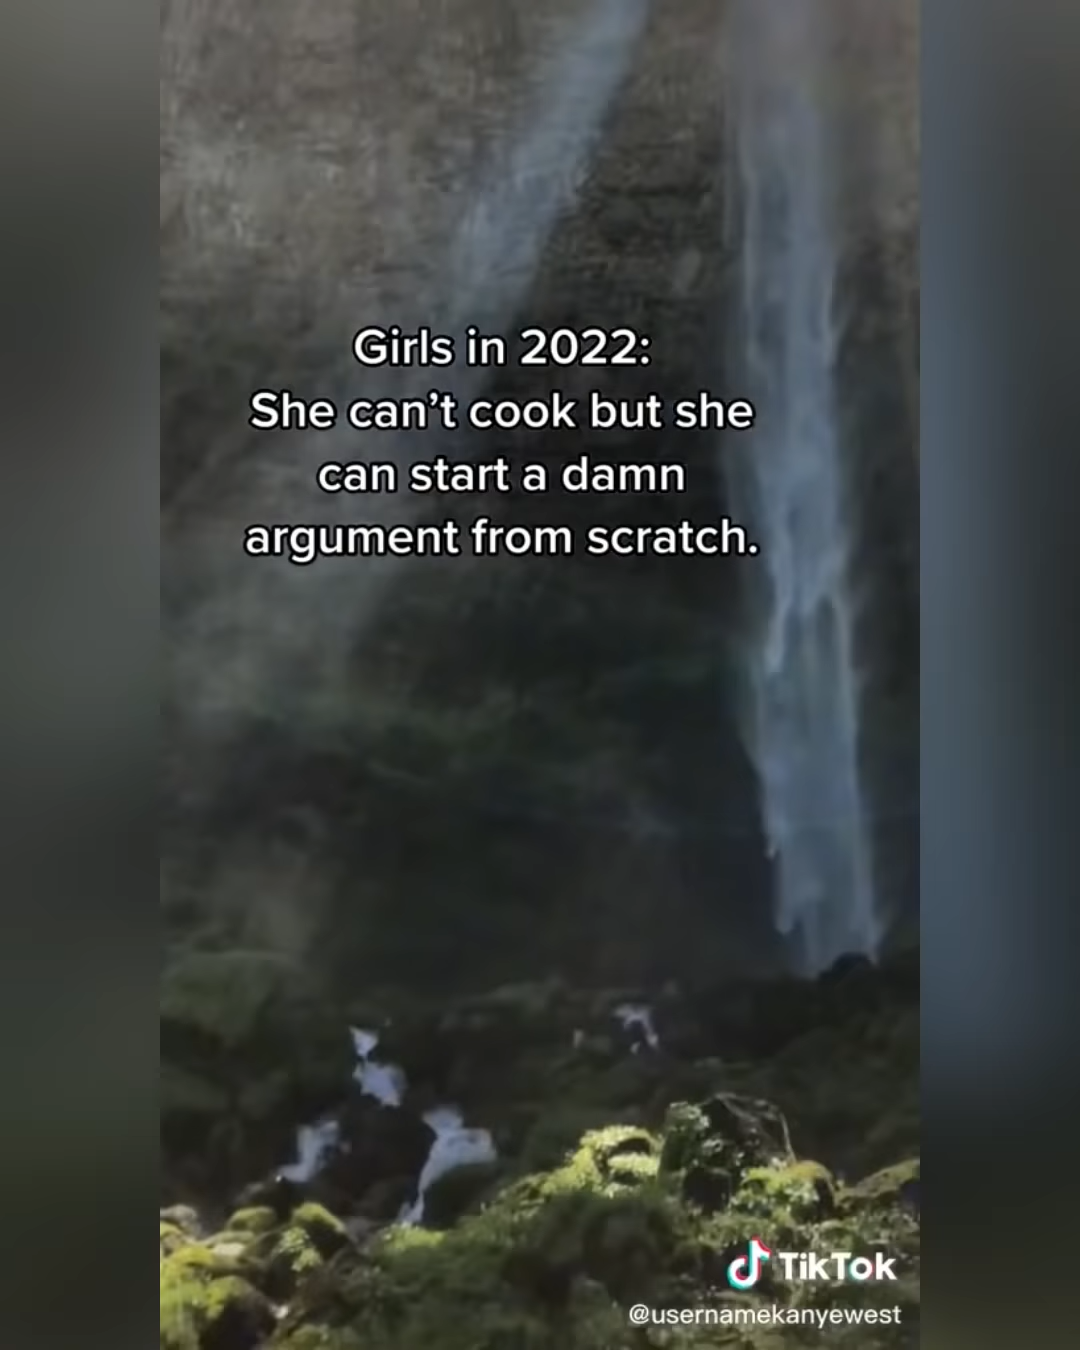 Girls in 2022:
She can’t cook but she
can start a damn
argument from scratch.
TikTok
@usernamekanyewest